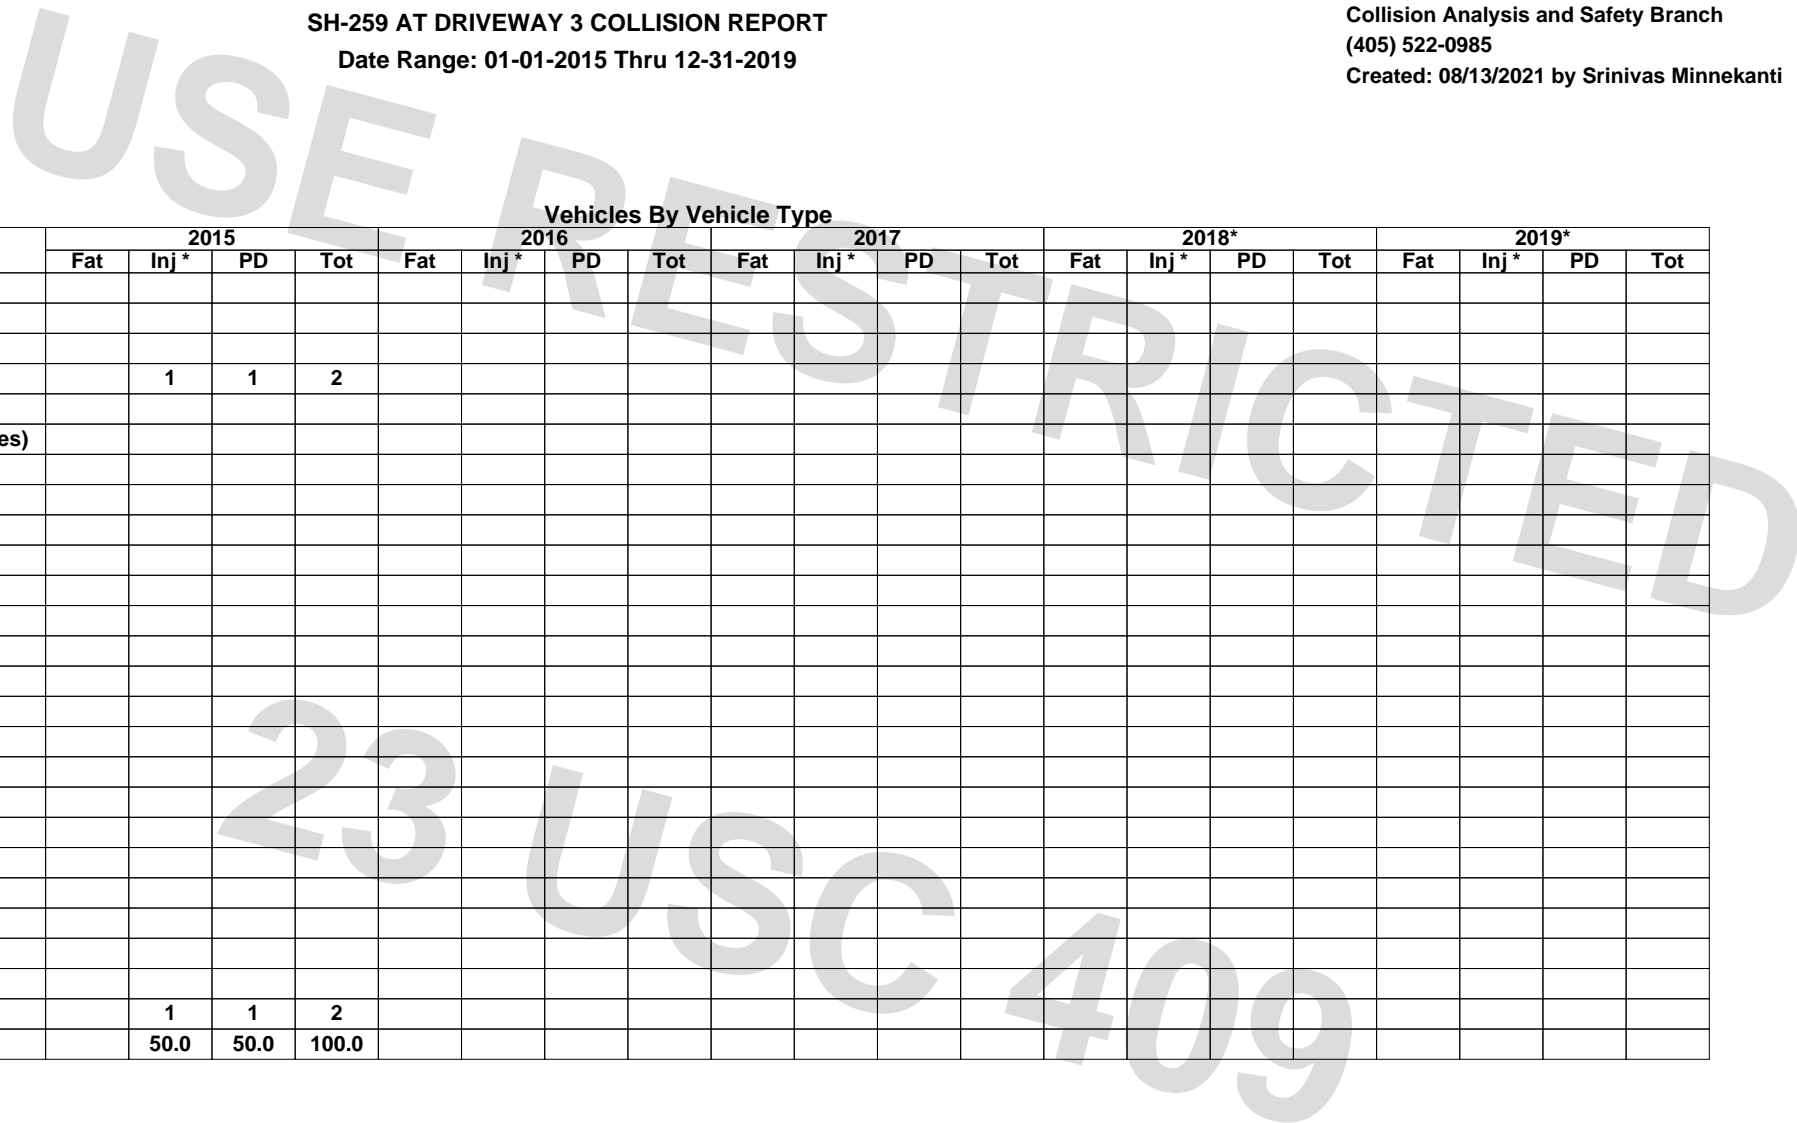 SH-259 AT DRIVEWAY 3 COLLISION REPORT
Date Range: 01-01-2015 Thru 12-31-2019
Collision Analysis and Safety Branch
(405) 522-0985
Created: 08/13/2021 by Srinivas Minnekanti
USE RESTRICTED
Vehicles By Vehicle Type
2015 2016 2017 2018* 2019*
Fat Inj * PD Tot Fat Inj * PD Tot Fat Inj * PD Tot Fat Inj * PD Tot Fat Inj * PD Tot
1 1 2
es)
23 USC 409
1 1 2
50.0 50.0 100.0